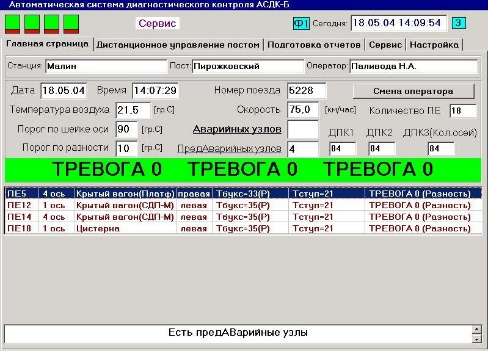 Автоматическая система диагностического контроля АСДК-Б
Сервис Ф1 Сегодня: 18.05.04 14:09:54 3
Главная страница Дистанционное управление постом Подготовка отчетов Сервис Настройка
Станция: Малин Пост: Пирожовский Оператор: Паливода Н.А.
Дата 18.05.04 Время 14:07:29 Номер поезда 5228 Смена оператора
Температура воздуха 21.5 [гр.С] Скорость 75,0 [км/час] Количество ПЕ 18
Порог по шейке оси 90 [гр.С] Аварийных узлов ДПК1 ДПК2 ДПК3(Кол.осей)
Порог по разности 10 [гр.С] ПредАварийных узлов 4 84 84 84
ТРЕВОГА 0 ТРЕВОГА 0 ТРЕВОГА 0
ПЕ5 4 ось Крытый вагон(Платф) правая Тбукс=33(Р) Тступ=21 ТРЕВОГА 0 (Разность)
ПЕ12 1 ось Крытый вагон(СДП-М) левая Тбукс=35(Р) Тступ=21 ТРЕВОГА 0 (Разность)
ПЕ14 4 ось Крытый вагон(СДП-М) левая Тбукс=35(Р) Тступ=21 ТРЕВОГА 0 (Разность)
ПЕ18 1 ось Цистерна левая Тбукс=35(Р) Тступ=21 ТРЕВОГА 0 (Разность)
Есть предАВарийные узлы